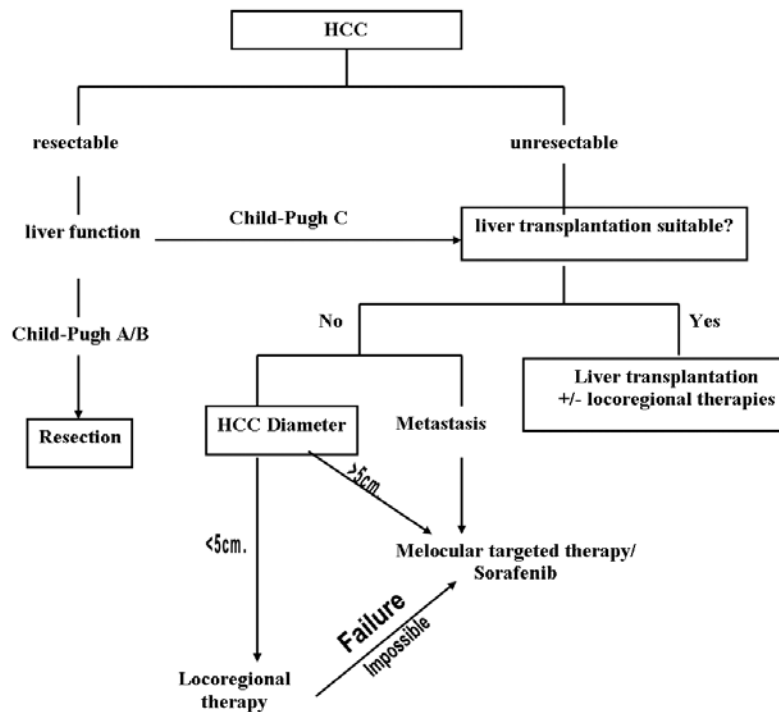 HCC
resectable
unresectable
liver function
Child-Pugh C
liver transplantation suitable?
Child-Pugh A/B
No
Yes
Resection
HCC Diameter
Metastasis
Liver transplantation
+/- locoregional therapies
>5cm.
<5cm.
Melocular targeted therapy/
Sorafenib
Failure
Impossible
Locoregional
therapy